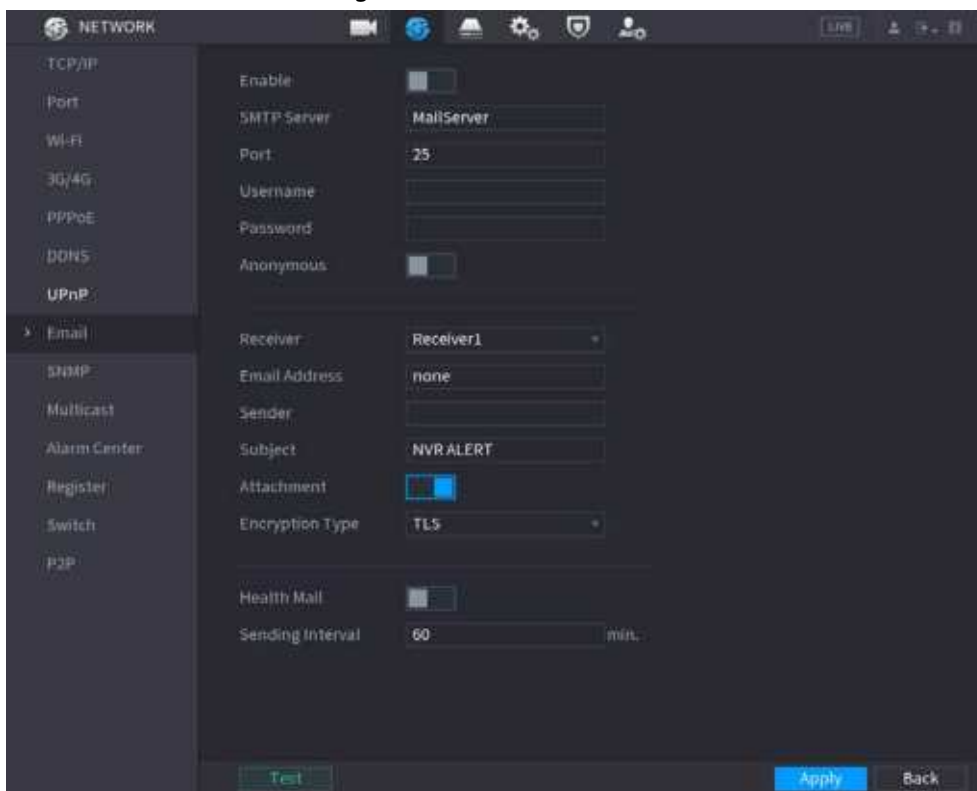 NETWORK
LIVE
TCP/IP
Port
Wi-Fi
3G/4G
PPPoE
DDNS
UPnP
Email
SNMP
Multicast
Alarm Center
Register
Switch
P2P
Enable
SMTP Server MailServer
Port 25
Username
Password
Anonymous
Receiver Receiver1
Email Address none
Sender
Subject NVR ALERT
Attachment
Encryption Type TLS
Health Mail
Sending Interval 60 min.
Test Apply Back